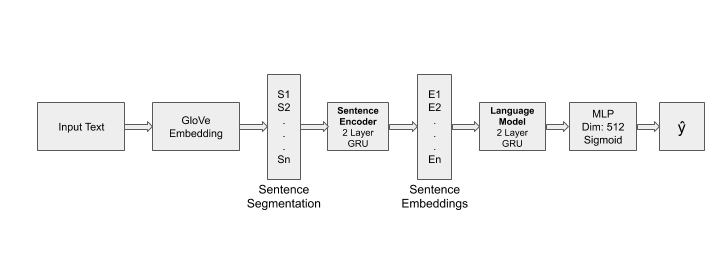 Input Text
GloVe
Embedding
S1
S2
.
.
.
Sn
Sentence
Segmentation
Sentence
Encoder
2 Layer
GRU
E1
E2
.
.
.
En
Sentence
Embeddings
Language
Model
2 Layer
GRU
MLP
Dim: 512
Sigmoid
ŷ